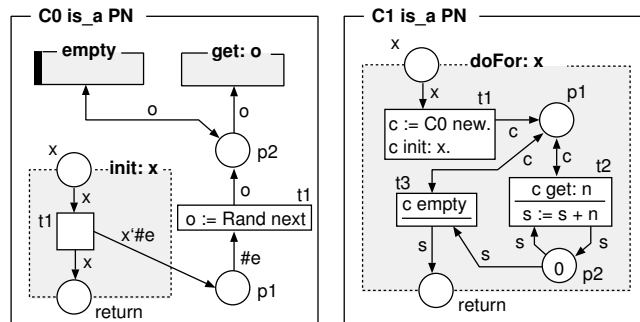 C0 is_a PN
empty
get: o
o
o
p2
x
init: x
o
x
t1
t1
o := Rand next
x‘#e
#e
x
p1
return
C1 is_a PN
x
doFor: x
x
t1
p1
c := C0 new.
c init: x.
c
c
c
t2
t3
c empty
c get: n
s := s + n
s
s
s
s
0
p2
return